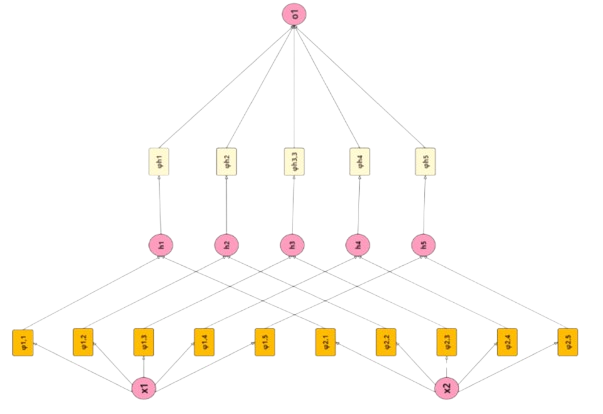 o1
φh1 φh2 φh3,3 φh4 φh5
h1 h2 h3 h4 h5
φ1,1 φ1,2 φ1,3 φ1,4 φ1,5 φ2,1 φ2,2 φ2,3 φ2,4 φ2,5
x1 x2